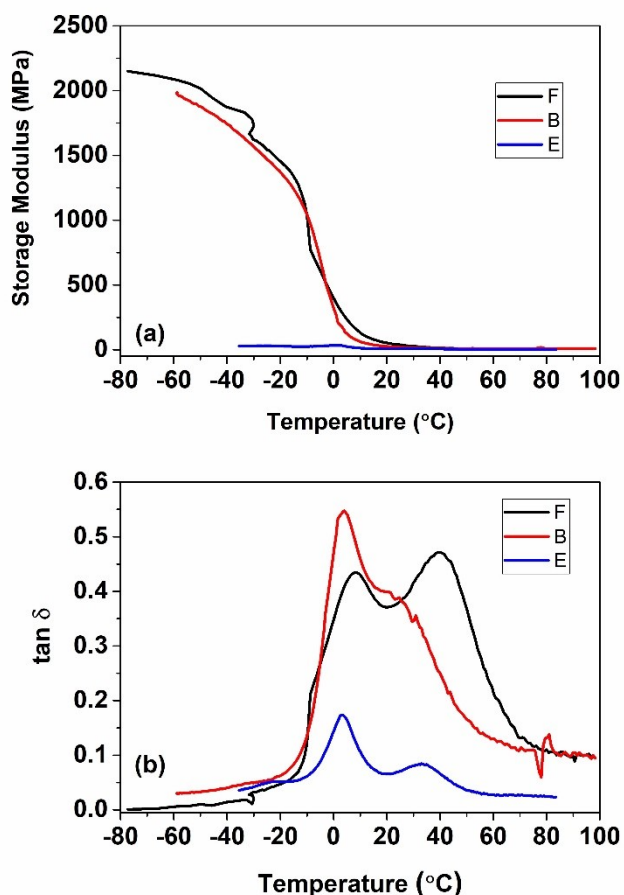 2500
2000
1500
1000
500
0
Storage Modulus (MPa)
F
B
E
(a)
-80 -60 -40 -20 0 20 40 60 80 100
Temperature (°C)
0.6
0.5
0.4
0.3
0.2
0.1
0.0
tan δ
F
B
E
(b)
-80 -60 -40 -20 0 20 40 60 80 100
Temperature (°C)